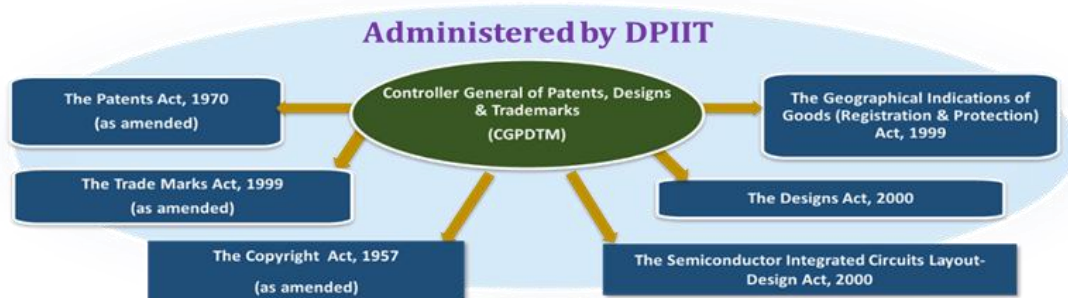 Administered by DPIIT
Controller General of Patents, Designs
& Trademarks
(CGPDTM)
The Patents Act, 1970
(as amended)
The Geographical Indications of
Goods (Registration & Protection)
Act, 1999
The Trade Marks Act, 1999
(as amended)
The Designs Act, 2000
The Copyright Act, 1957
(as amended)
The Semiconductor Integrated Circuits Layout-
Design Act, 2000